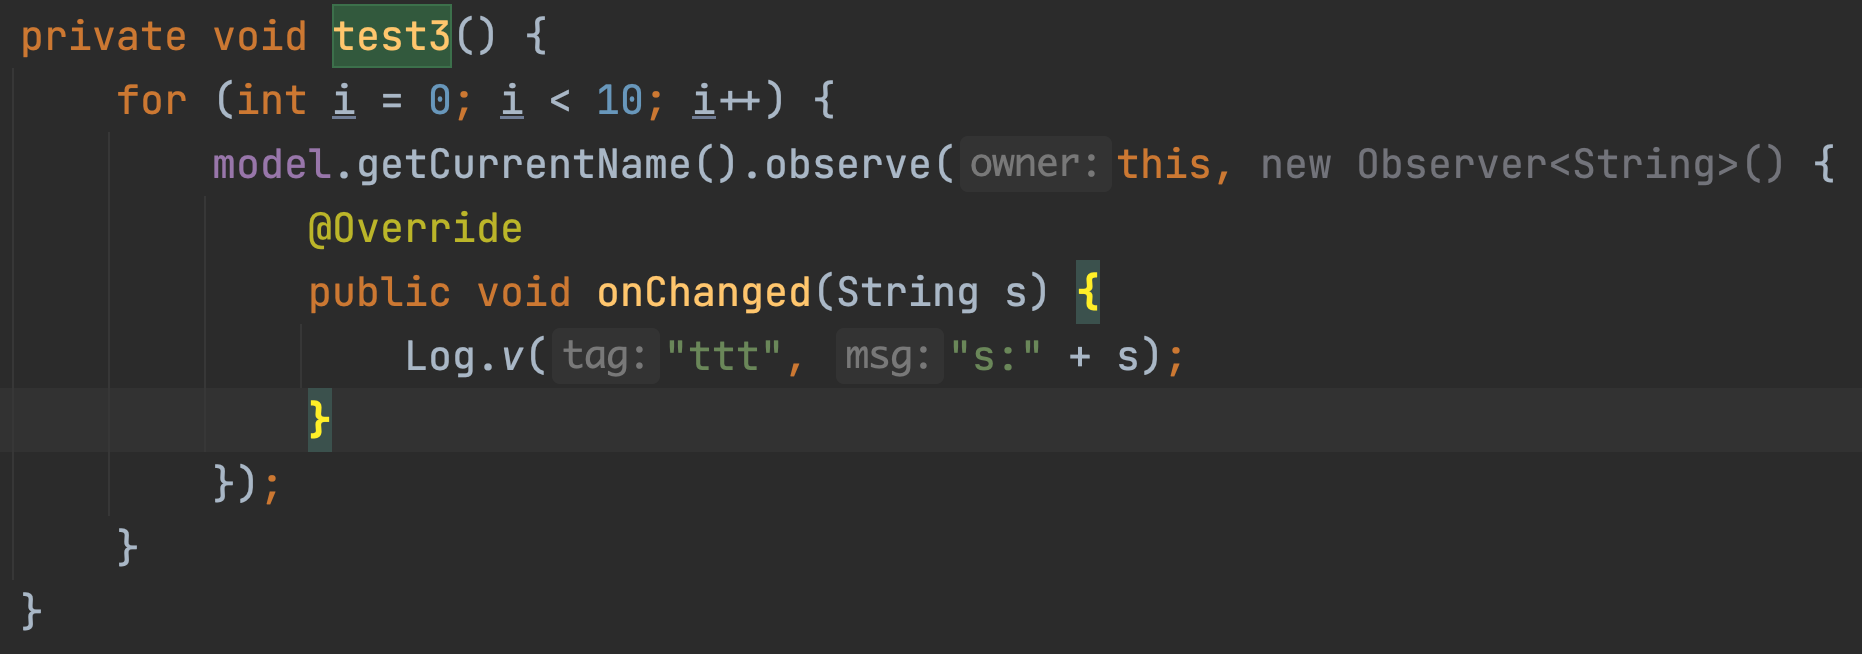 private void test3() {
for (int i = 0; i < 10; i++) {
model.getCurrentName().observe( owner: this, new Observer<String>() {
@Override
public void onChanged(String s) {
Log.v( tag: "ttt", msg: "s:" + s);
}
});
}
}